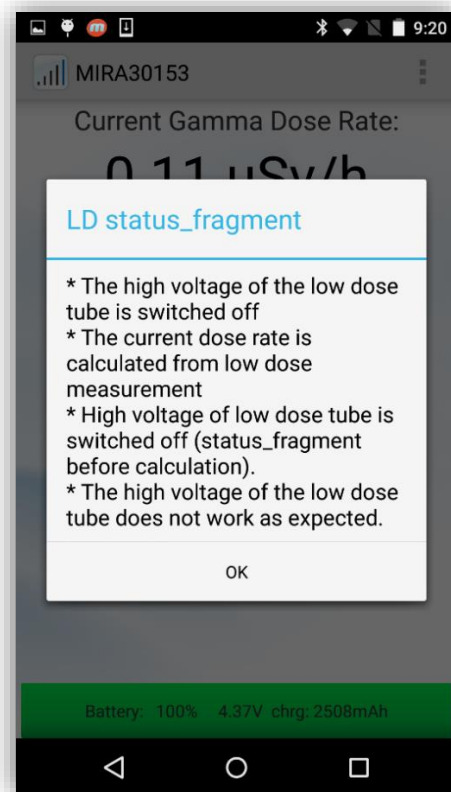 9:20
MIRA30153
Current Gamma Dose Rate:
0.11 µSv/h
LD status_fragment
* The high voltage of the low dose
tube is switched off
* The current dose rate is
calculated from low dose
measurement
* High voltage of low dose tube is
switched off (status_fragment
before calculation).
* The high voltage of the low dose
tube does not work as expected.
OK
Battery: 100% 4.37V chrg: 2508mAh